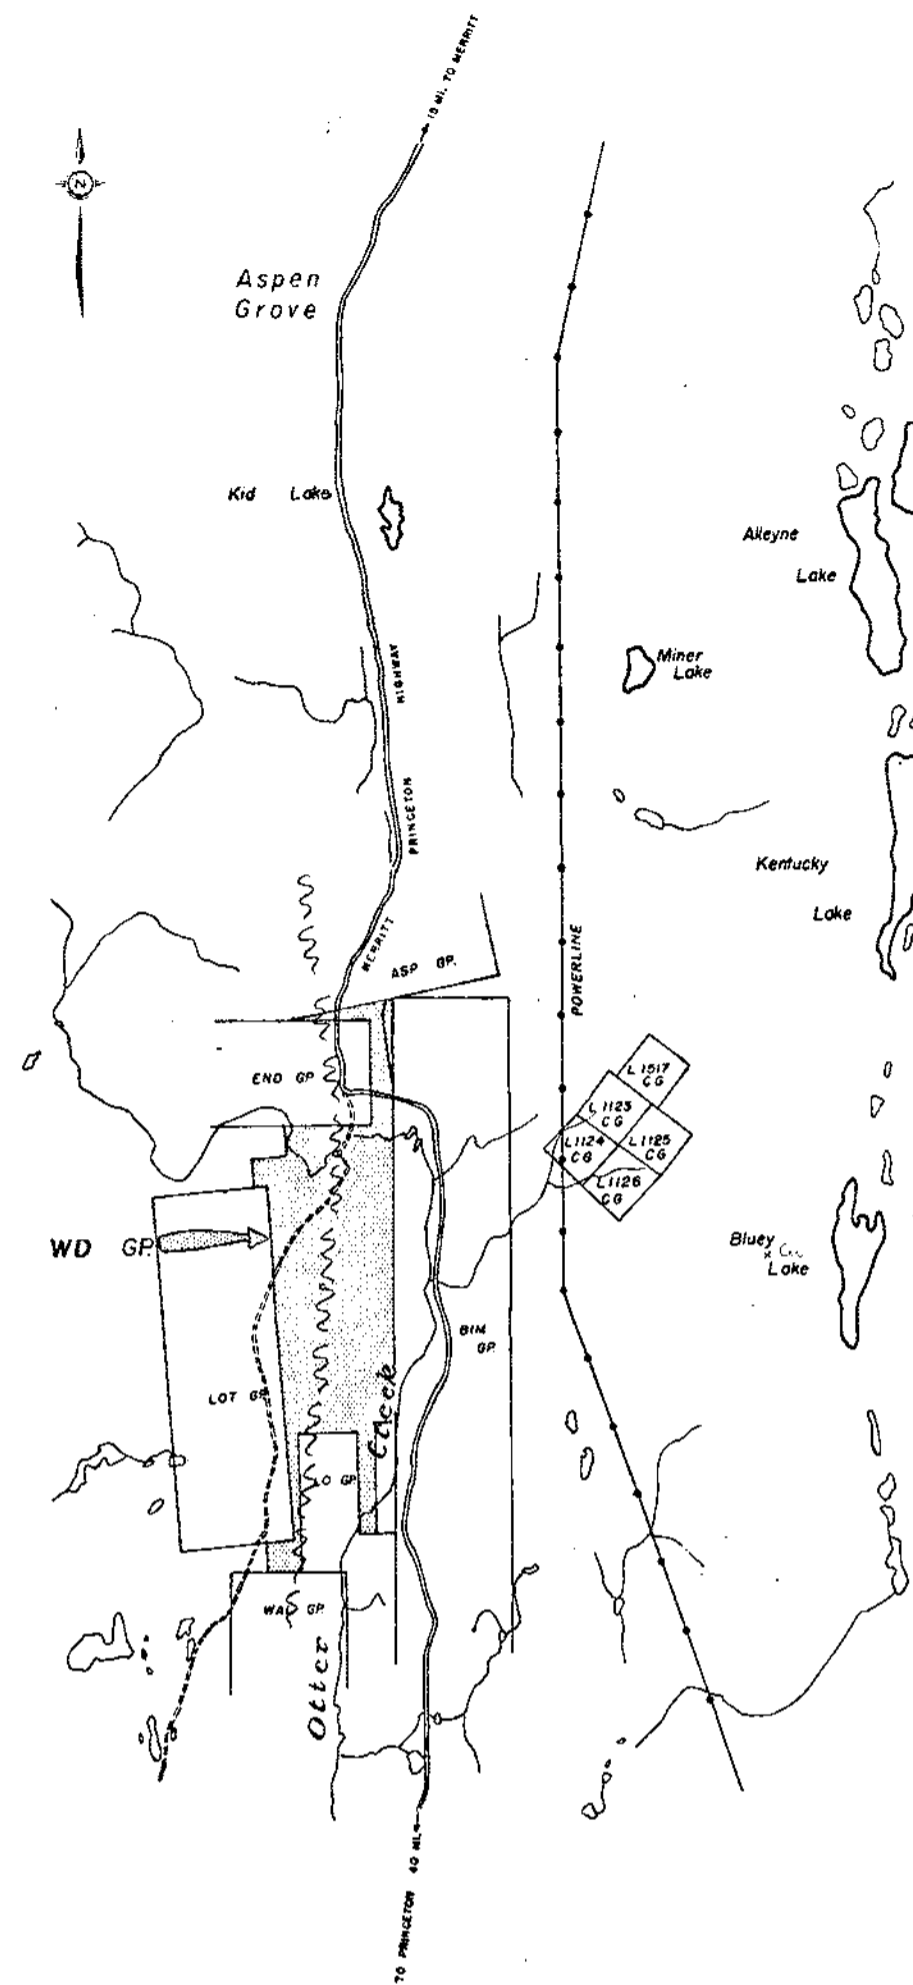 15 MI. TO MERRITT
N
Aspen
Grove
Kid Lake
Alleyne
Lake
HIGHWAY
Miner
Lake
PRINCETON
Kentucky
Lake
MERRITT
ASP GP.
POWERLINE
END GP
L 1517
CG
L 1123
CG
L 1124
CG
L 1125
CG
L 1126
CG
WD GP.
Bluey
Lake
BIM
GP.
LOT GP.
Creek
GP.
GP.
Otter
TO PRINCETON 40 MI.